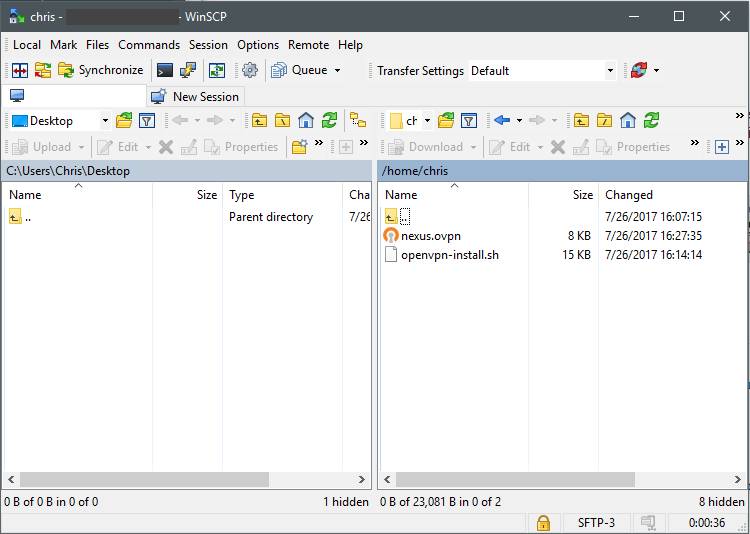 chris - - WinSCP
Local Mark Files Commands Session Options Remote Help
Synchronize Queue Transfer Settings Default
New Session
Desktop ch
Upload Edit Properties Download Edit Properties
C:\Users\Chris\Desktop /home/chris
Name Size Type Cha Name Size Changed
.. Parent directory 7/26 .. 7/26/2017 16:07:15
nexus.ovpn 8 KB 7/26/2017 16:27:35
openvpn-install.sh 15 KB 7/26/2017 16:14:14
0 B of 0 B in 0 of 0 1 hidden 0 B of 23,081 B in 0 of 2 8 hidden
SFTP-3 0:00:36